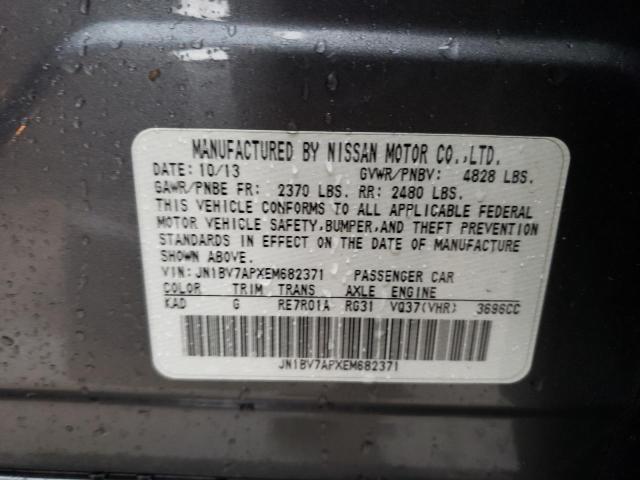 MANUFACTURED BY NISSAN MOTOR CO.,LTD.
DATE: 10/13 GVWR/PNBV: 4828 LBS.
GAWR/PNBE FR: 2370 LBS. RR: 2480 LBS.
THIS VEHICLE CONFORMS TO ALL APPLICABLE FEDERAL
MOTOR VEHICLE SAFETY,BUMPER,AND THEFT PREVENTION
STANDARDS IN EFFECT ON THE DATE OF MANUFACTURE
SHOWN ABOVE.
VIN: JN1BV7APXEM682371 PASSENGER CAR
COLOR TRIM TRANS AXLE ENGINE
KAD G RE7R01A RG31 VQ37(VHR) 3696CC
JN1BV7APXEM682371